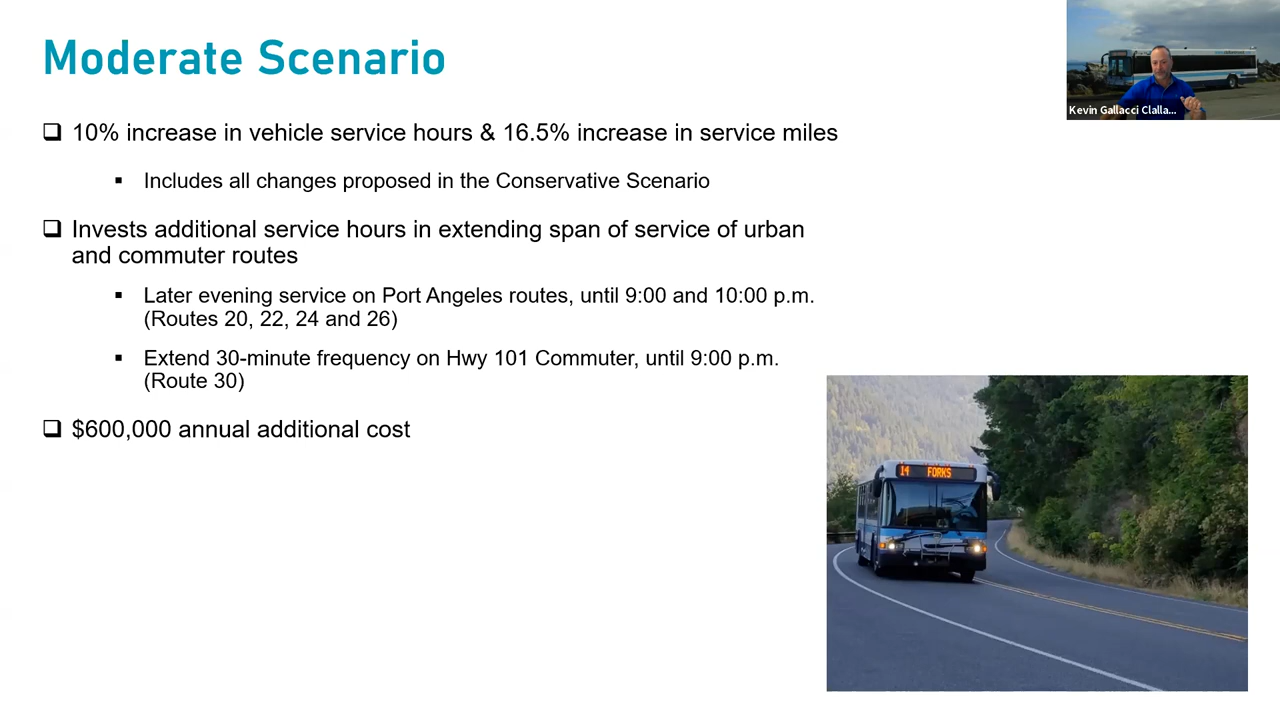 Moderate Scenario
Kevin Gallacci Clalla...
❑ 10% increase in vehicle service hours & 16.5% increase in service miles
▪ Includes all changes proposed in the Conservative Scenario
❑ Invests additional service hours in extending span of service of urban
and commuter routes
▪ Later evening service on Port Angeles routes, until 9:00 and 10:00 p.m.
(Routes 20, 22, 24 and 26)
▪ Extend 30-minute frequency on Hwy 101 Commuter, until 9:00 p.m.
(Route 30)
❑ $600,000 annual additional cost
14 FORKS